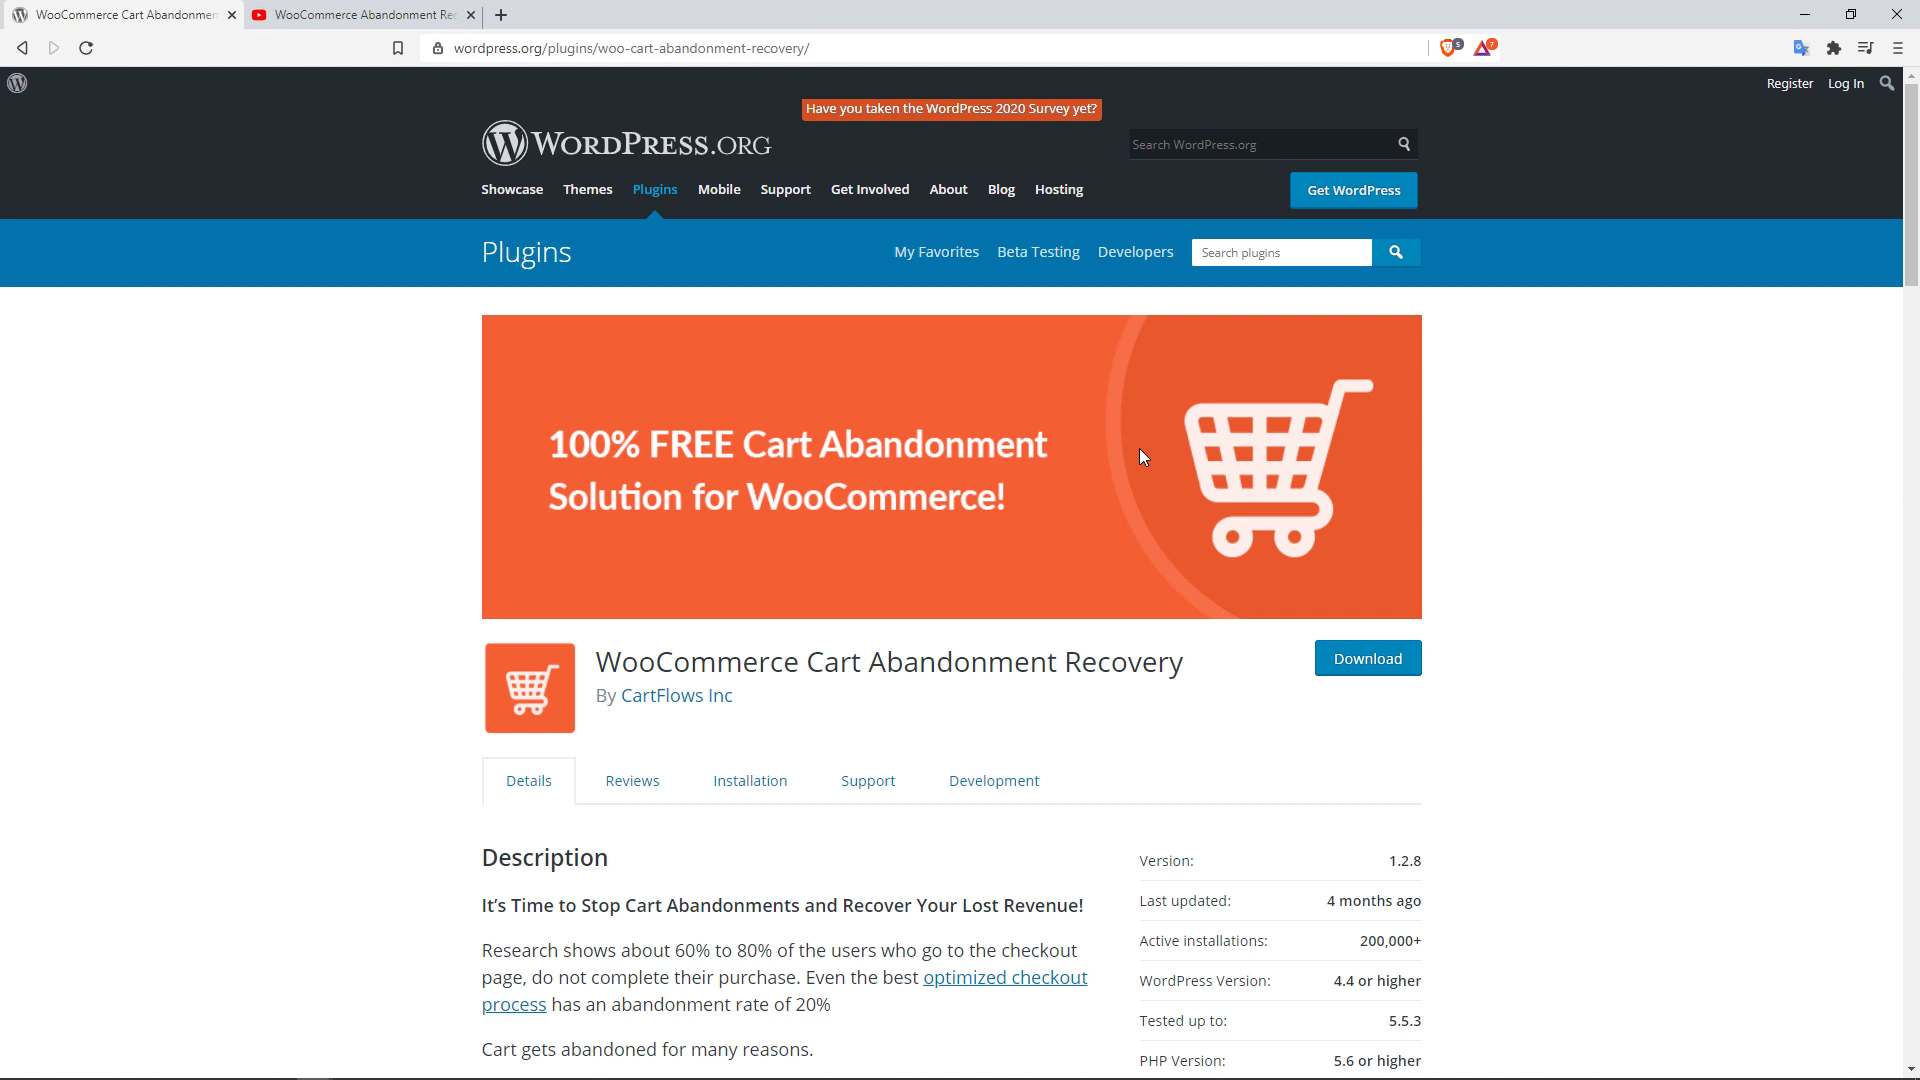 WooCommerce Cart Abandonmen
WooCommerce Abandonment Rec
wordpress.org/plugins/woo-cart-abandonment-recovery/
5
7
Register Log In
Have you taken the WordPress 2020 Survey yet?
WORDPRESS.ORG
Search WordPress.org
Showcase Themes Plugins Mobile Support Get Involved About Blog Hosting
Get WordPress
Plugins
My Favorites Beta Testing Developers
Search plugins
100% FREE Cart Abandonment
Solution for WooCommerce!
WooCommerce Cart Abandonment Recovery
By CartFlows Inc
Download
Details Reviews Installation Support Development
Description
It’s Time to Stop Cart Abandonments and Recover Your Lost Revenue!
Research shows about 60% to 80% of the users who go to the checkout
page, do not complete their purchase. Even the best optimized checkout
process has an abandonment rate of 20%
Cart gets abandoned for many reasons.
Version: 1.2.8
Last updated: 4 months ago
Active installations: 200,000+
WordPress Version: 4.4 or higher
Tested up to: 5.5.3
PHP Version: 5.6 or higher